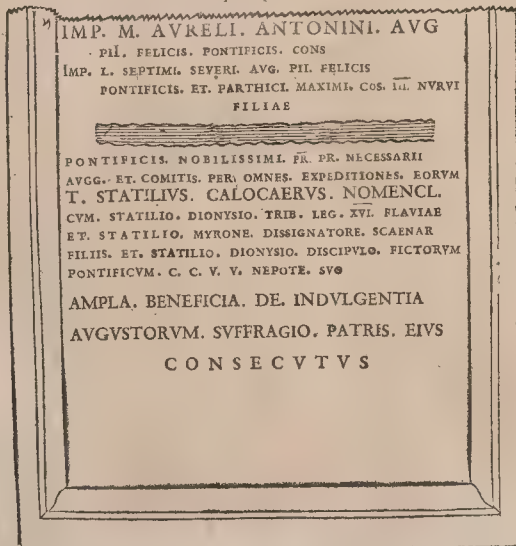 IMP. M. AVRELI. ANTONINI. AVG
PII. FELICIS. PONTIFICIS. CONS
IMP. L. SEPTIMI. SEVERI. AVG. PII. FELICIS
PONTIFICIS. ET. PARTHICI. MAXIMI. COS. III. NVRVI
FILIAE
PONTIFICIS. NOBILISSIMI. PR. PR. NECESSARII
AVGG. ET. COMITIS. PER. OMNES. EXPEDITIONES. EORVM
T. STATILIVS. CALOCAERVS. NOMENCL.
CVM. STATILIO. DIONYSIO. TRIB. LEG. XVI. FLAVIAE
ET. STATILIO. MYRONE. DISSIGNATORE. SCAENAR
FILIIS. ET. STATILIO. DIONYSIO. DISCIPVLO. FICTORVM
PONTIFICVM. C. C. V. V. NEPOTE. SVO
AMPLA. BENEFICIA. DE. INDVLGENTIA
AVGVSTORVM. SVFFRAGIO. PATRIS. EIVS
CONSECVTVS